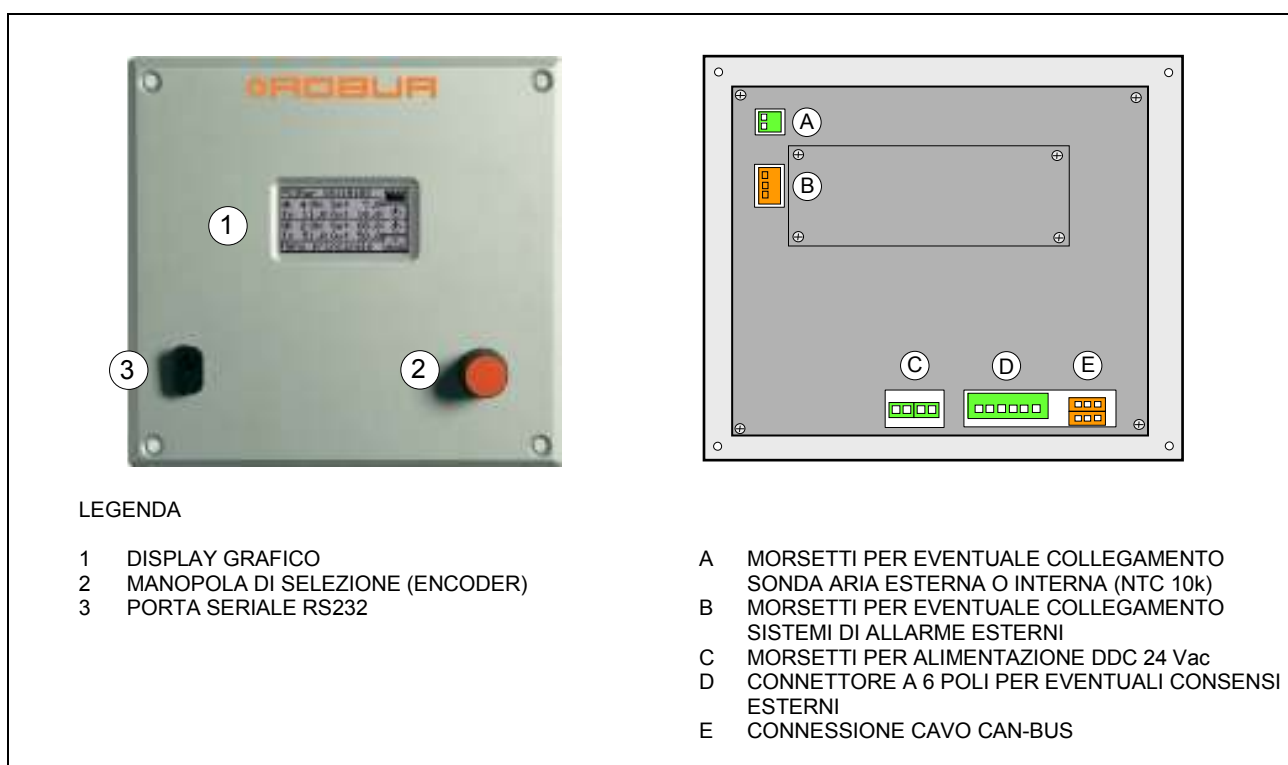 ROBUR
1
2
3
A
B
C
D
E
LEGENDA
1 DISPLAY GRAFICO
2 MANOPOLA DI SELEZIONE (ENCODER)
3 PORTA SERIALE RS232
A MORSETTI PER EVENTUALE COLLEGAMENTO
SONDA ARIA ESTERNA O INTERNA (NTC 10k)
B MORSETTI PER EVENTUALE COLLEGAMENTO
SISTEMI DI ALLARME ESTERNI
C MORSETTI PER ALIMENTAZIONE DDC 24 Vac
D CONNETTORE A 6 POLI PER EVENTUALI CONSENSI
ESTERNI
E CONNESSIONE CAVO CAN-BUS